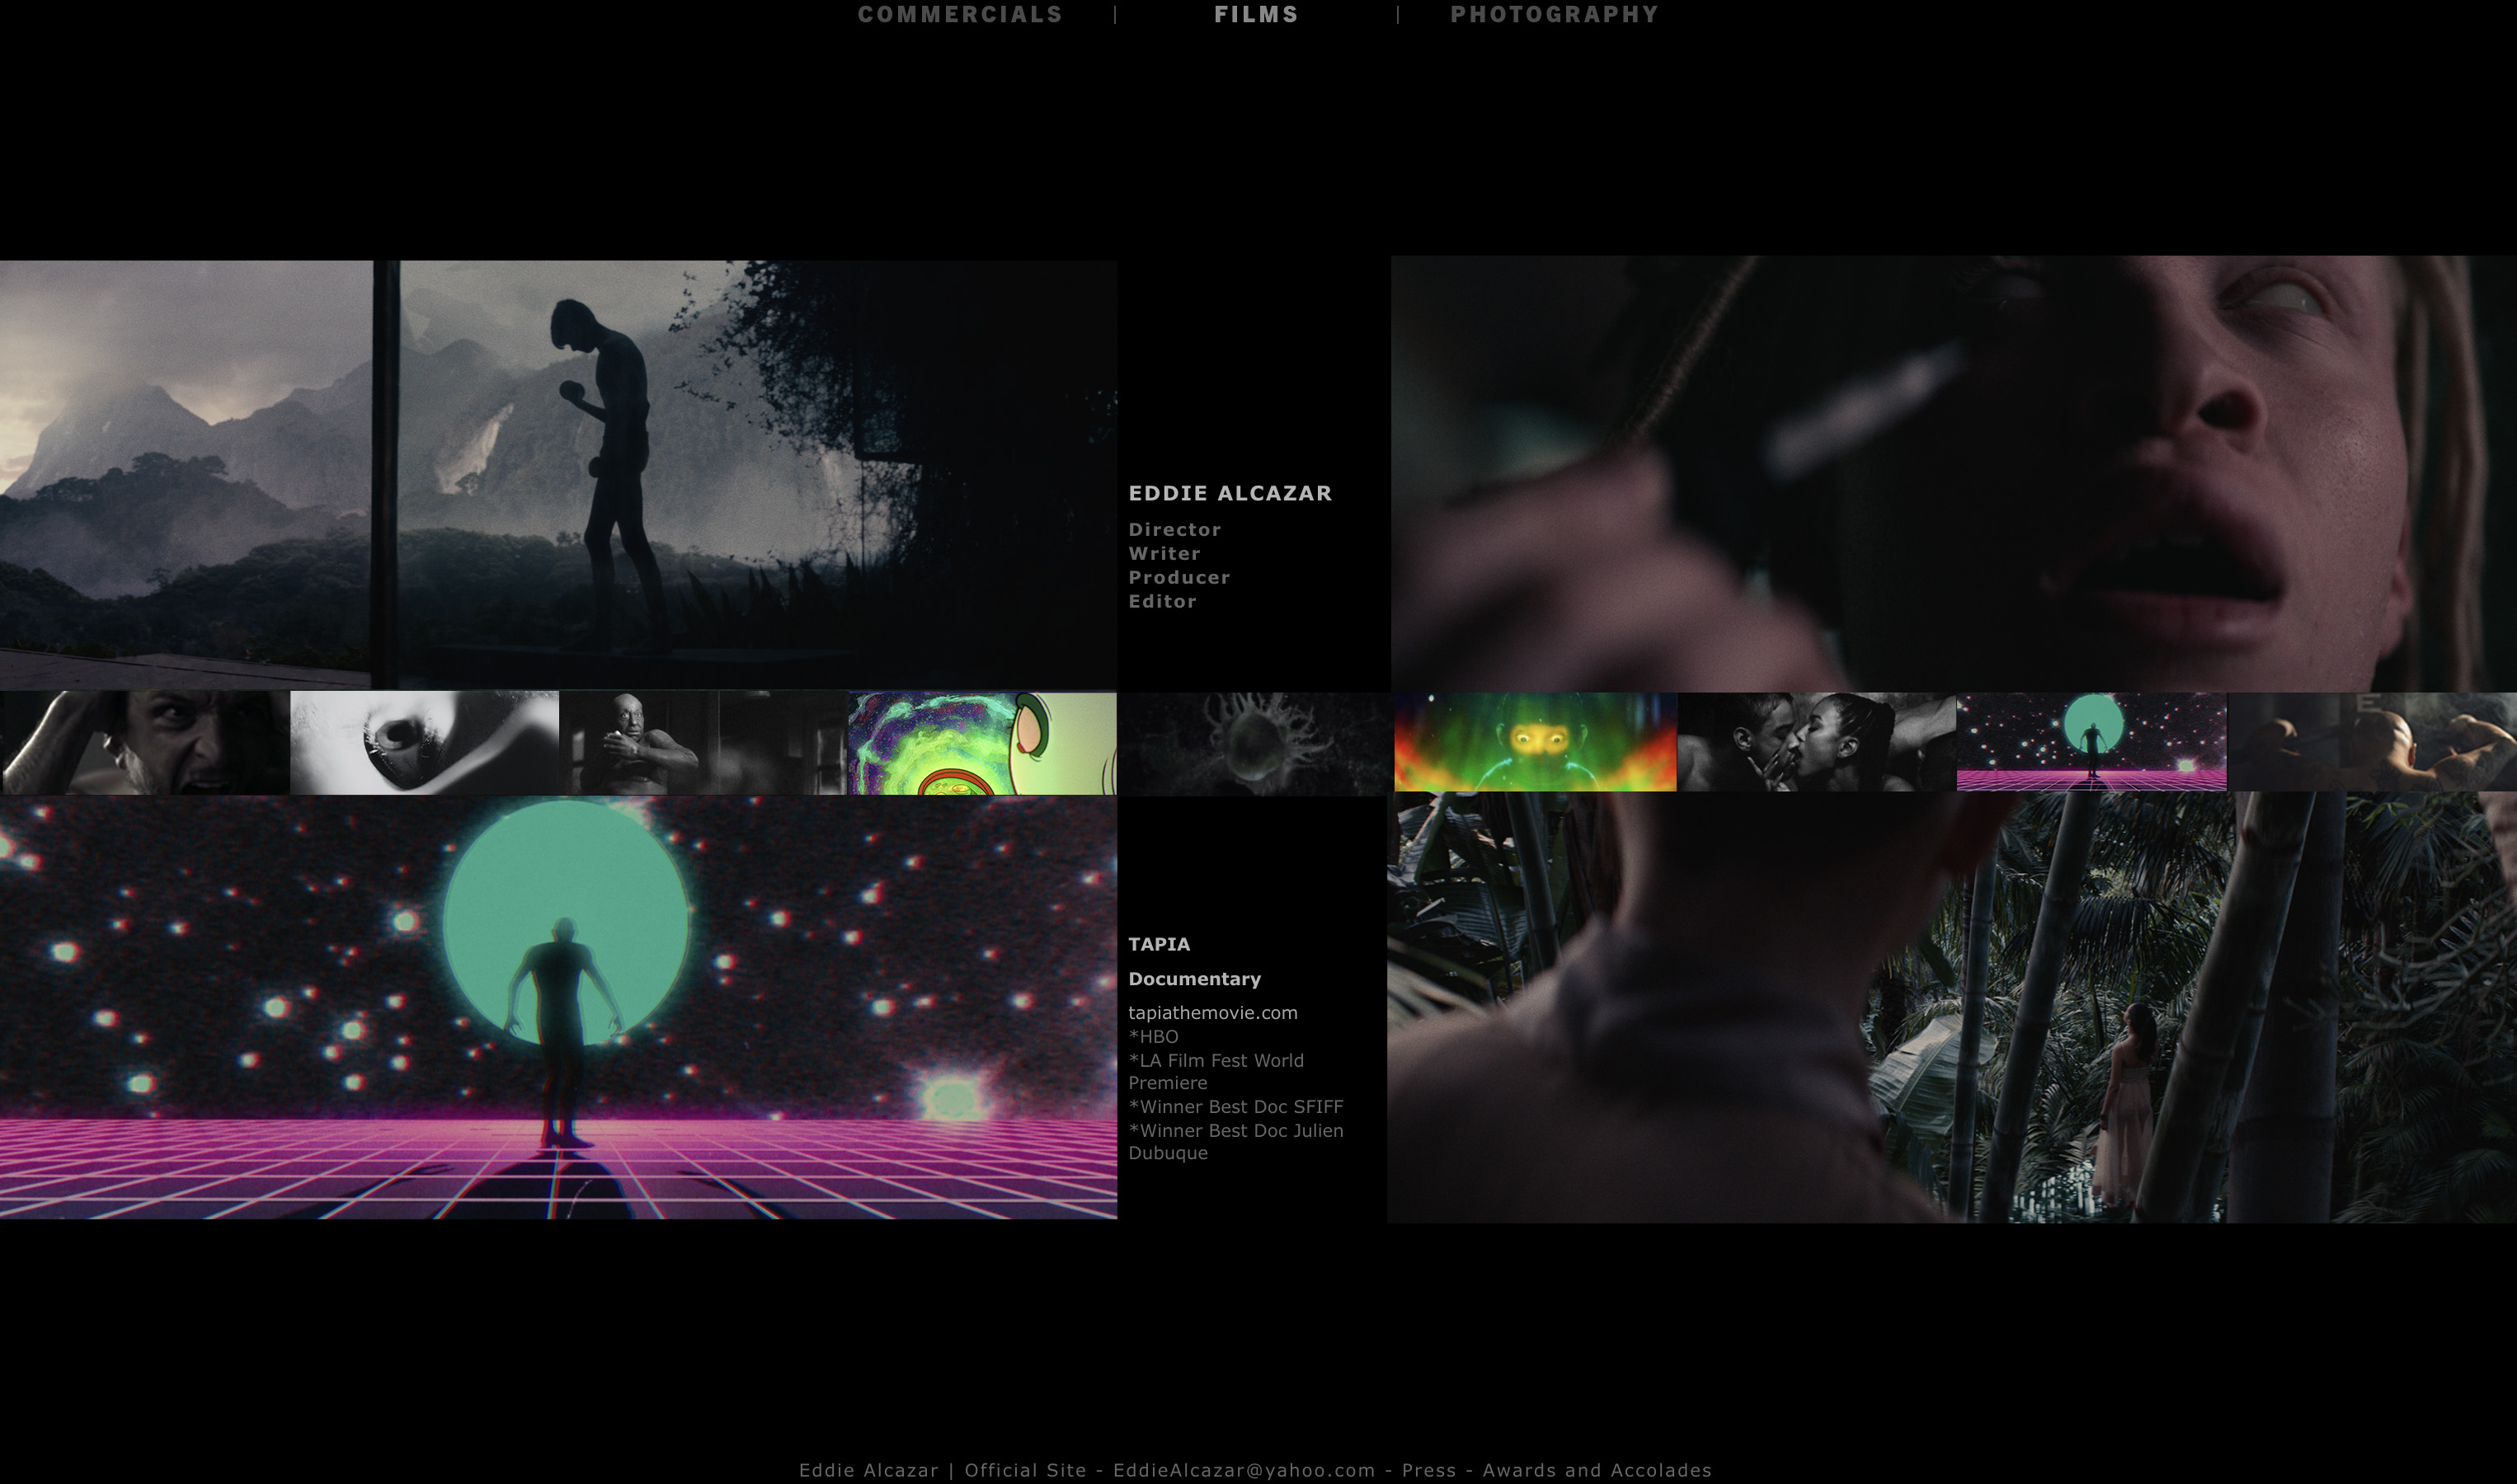 COMMERCIALS | FILMS | PHOTOGRAPHY
EDDIE ALCAZAR
Director
Writer
Producer
Editor
TAPIA
Documentary
tapiathemovie.com
*HBO
*LA Film Fest World
Premiere
*Winner Best Doc SFIFF
*Winner Best Doc Julien
Dubuque
Eddie Alcazar | Official Site - EddieAlcazar@yahoo.com - Press - Awards and Accolades